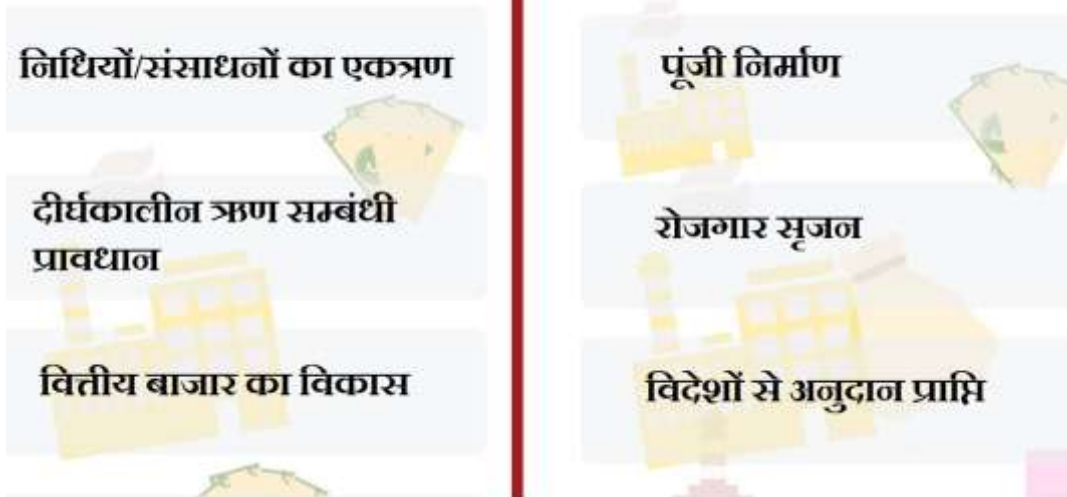 निधियों/संसाधनों का एकत्रण
दीर्घकालीन ऋण सम्बंधी
प्रावधान
वित्तीय बाजार का विकास
पूंजी निर्माण
रोजगार सृजन
विदेशों से अनुदान प्राप्ति